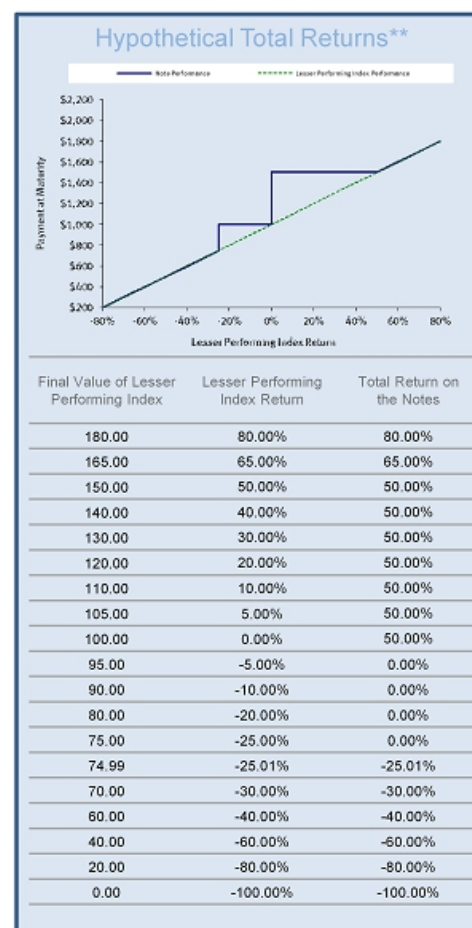 Hypothetical Total Returns**
Note Performance Lesser Performing Index Performance
$2,200
$2,000
$1,800
$1,600
$1,400
$1,200
$1,000
$800
$600
$400
$200
Payment at Maturity
-80% -60% -40% -20% 0% 20% 40% 60% 80%
Lesser Performing Index Return
Final Value of Lesser Performing Index Lesser Performing Index Return Total Return on the Notes
180.00 80.00% 80.00%
165.00 65.00% 65.00%
150.00 50.00% 50.00%
140.00 40.00% 50.00%
130.00 30.00% 50.00%
120.00 20.00% 50.00%
110.00 10.00% 50.00%
105.00 5.00% 50.00%
100.00 0.00% 50.00%
95.00 -5.00% 0.00%
90.00 -10.00% 0.00%
80.00 -20.00% 0.00%
75.00 -25.00% 0.00%
74.99 -25.01% -25.01%
70.00 -30.00% -30.00%
60.00 -40.00% -40.00%
40.00 -60.00% -60.00%
20.00 -80.00% -80.00%
0.00 -100.00% -100.00%